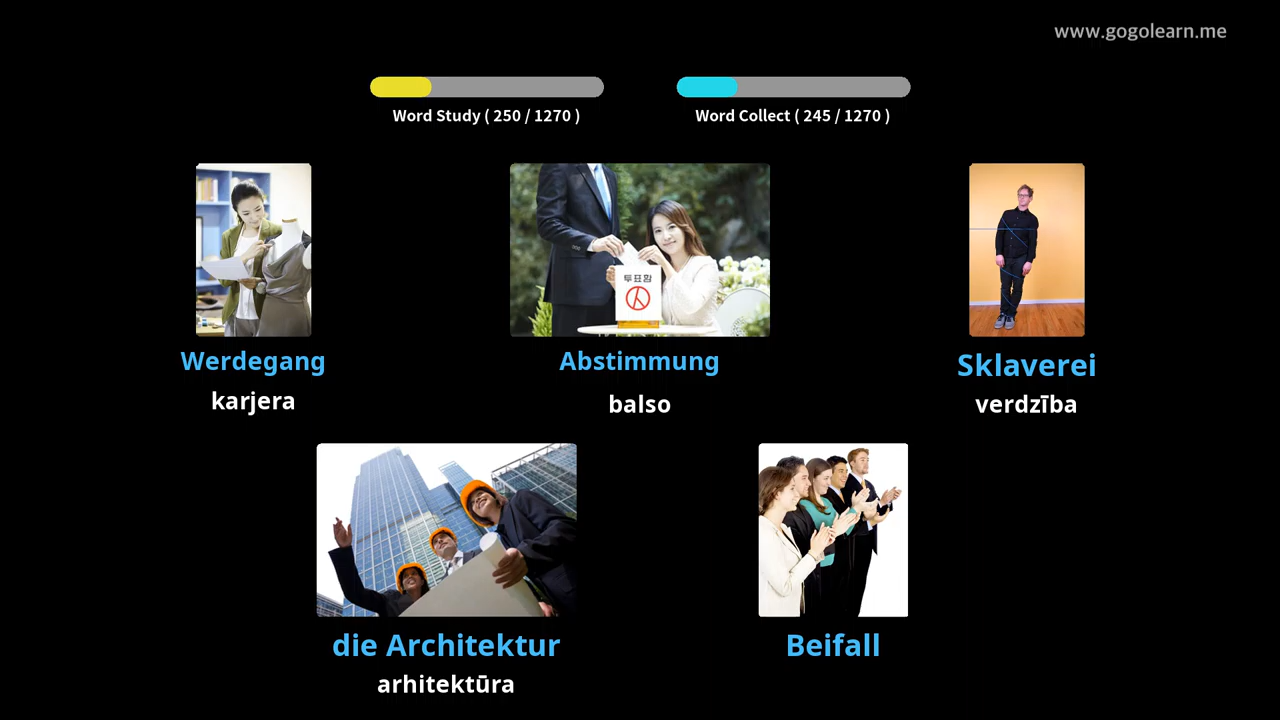 www.gogolearn.me
Word Study ( 250 / 1270 )
Word Collect ( 245 / 1270 )
투표함
Werdegang
karjera
Abstimmung
balso
Sklaverei
verdzība
die Architektur
arhitektūra
Beifall